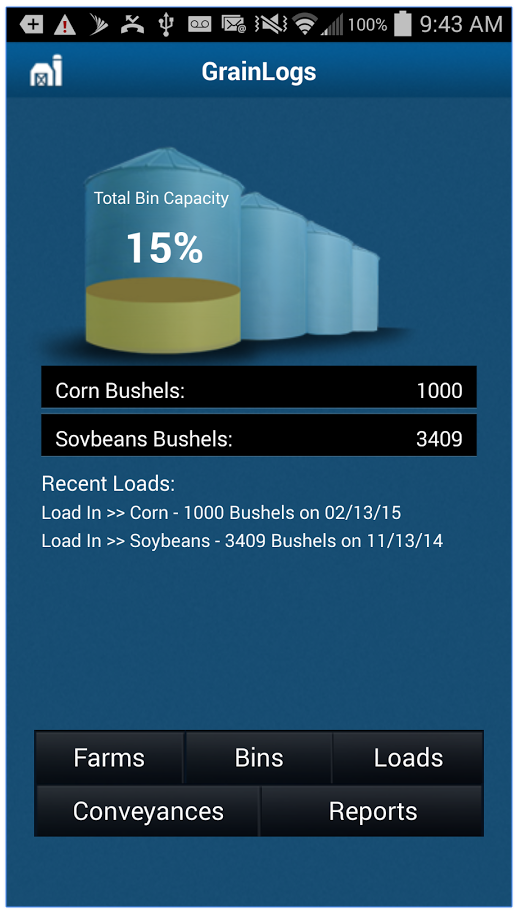 100% 9:43 AM
GrainLogs
Total Bin Capacity
15%
Corn Bushels: 1000
Sovbeans Bushels: 3409
Recent Loads:
Load In >> Corn - 1000 Bushels on 02/13/15
Load In >> Soybeans - 3409 Bushels on 11/13/14
Farms Bins Loads
Conveyances Reports